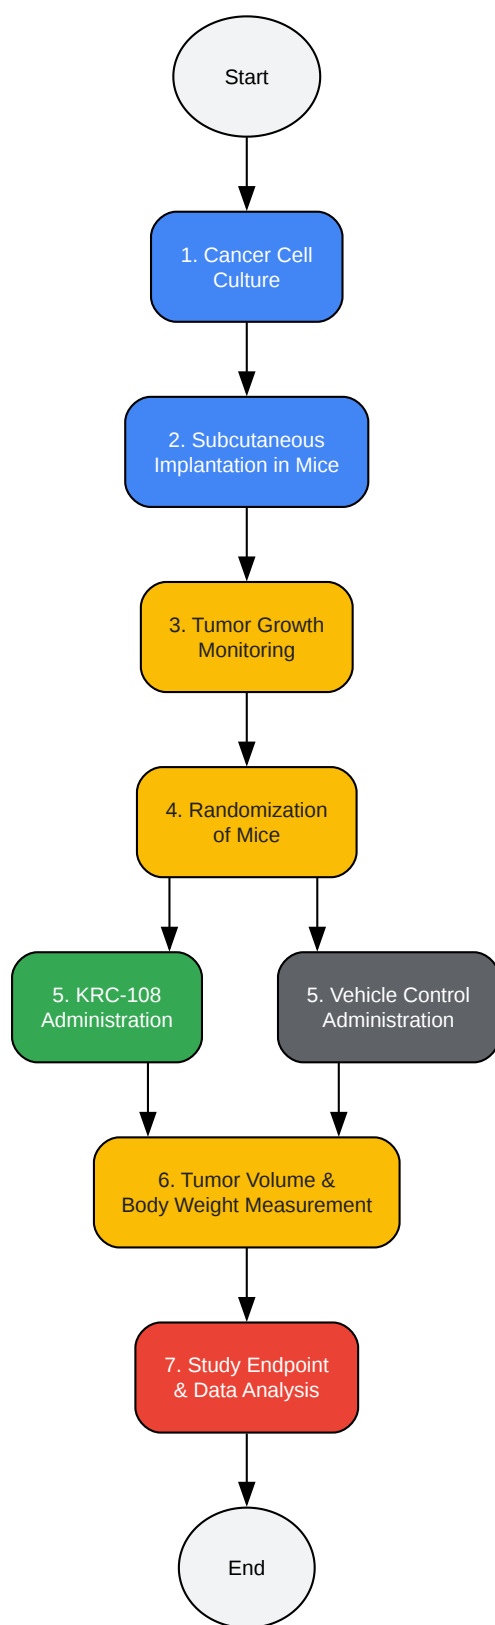 Start
1. Cancer Cell
Culture
2. Subcutaneous
Implantation in Mice
3. Tumor Growth
Monitoring
4. Randomization
of Mice
5. KRC-108
Administration
5. Vehicle Control
Administration
6. Tumor Volume &
Body Weight Measurement
7. Study Endpoint
& Data Analysis
End